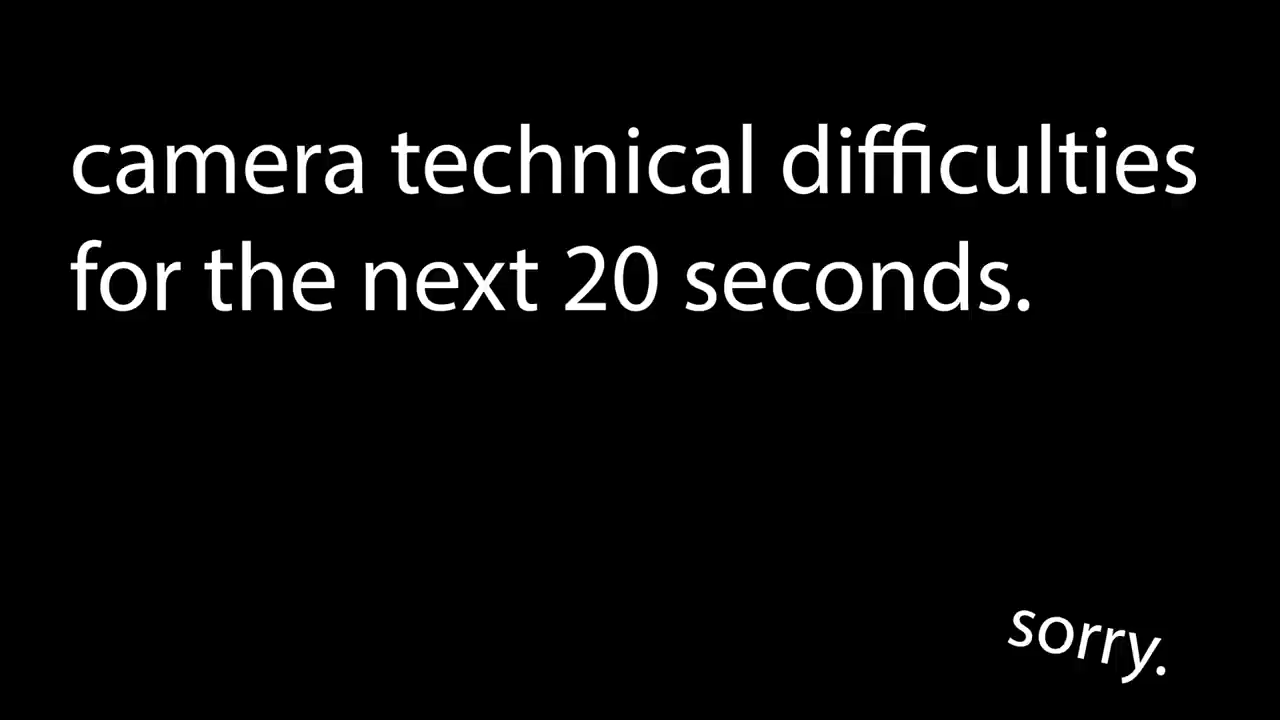 camera technical difficulties
for the next 20 seconds.
sorry.